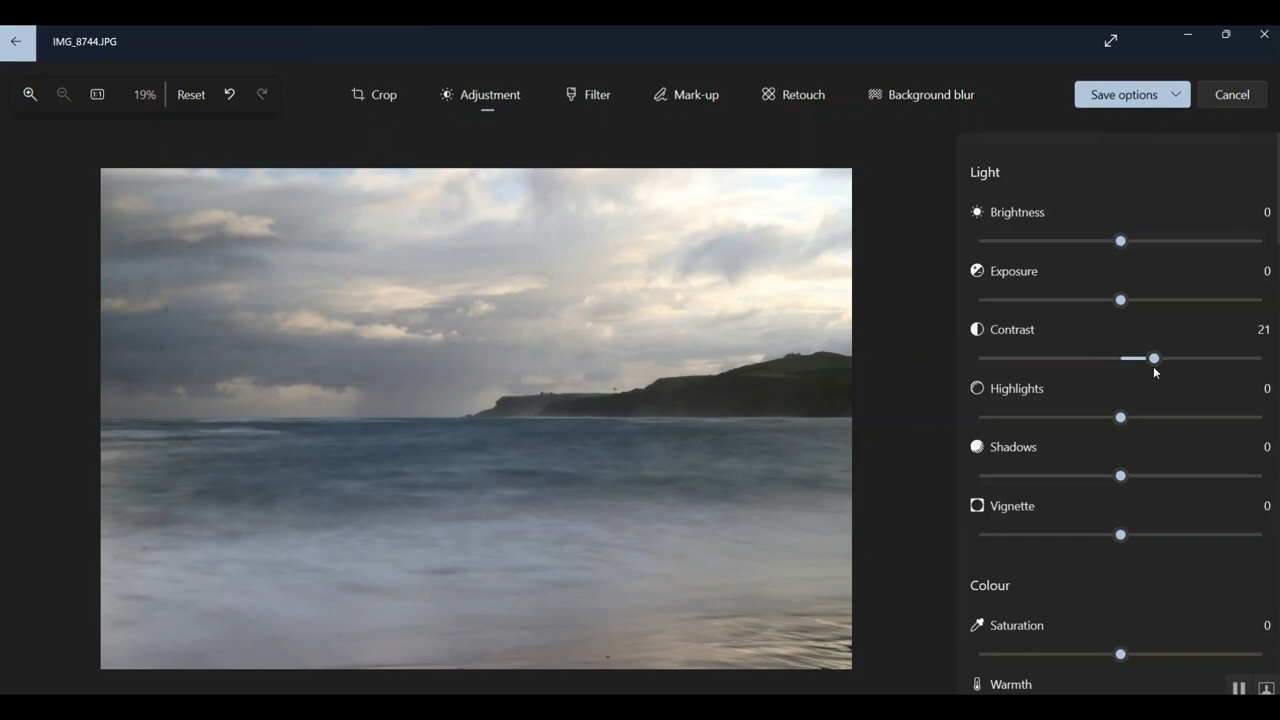 IMG_8744.JPG
19% Reset Crop Adjustment Filter Mark-up Retouch Background blur Save options Cancel
Light
Brightness 0
Exposure 0
Contrast 21
Highlights 0
Shadows 0
Vignette 0
Colour
Saturation 0
Warmth